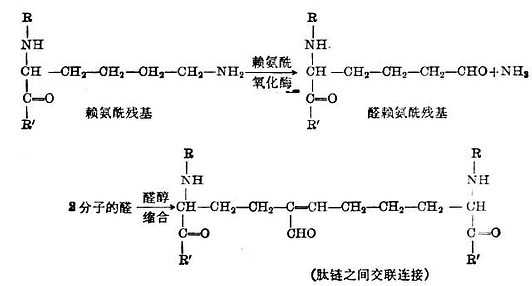 R R
NH NH
CH—CH₂—CH₂—CH₂—CH₂—NH₂ 赖氨酰 氧化酶 CH—CH₂—CH₂—CH₂—CHO+NH₃
C=O C=O
R′ 赖氨酰残基 R′ 醛赖氨酰残基
R R
NH NH
2分子的醛 醛醇 缩合 CH—CH₂—CH₂—C=CH—CH₂—CH₂—CH₂—CH
C=O CHO C=O
R′ R′
(肽链之间交联连接)